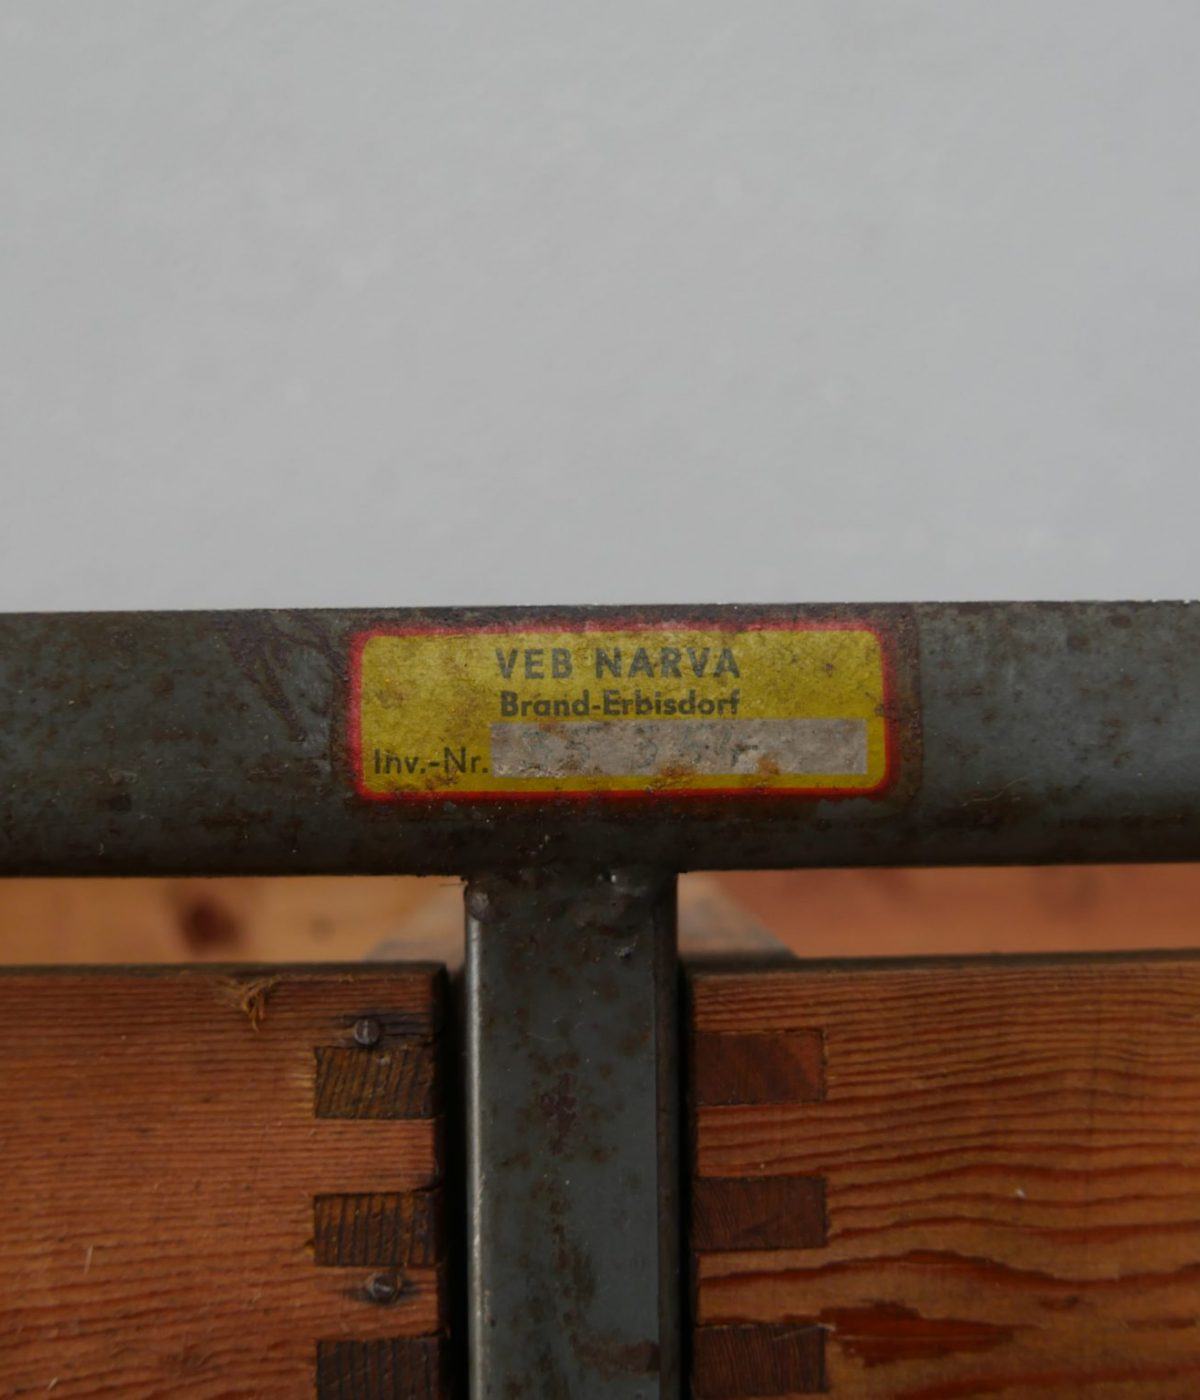 VEB NARVA
Brand-Erbisdorf
Inv.-Nr.